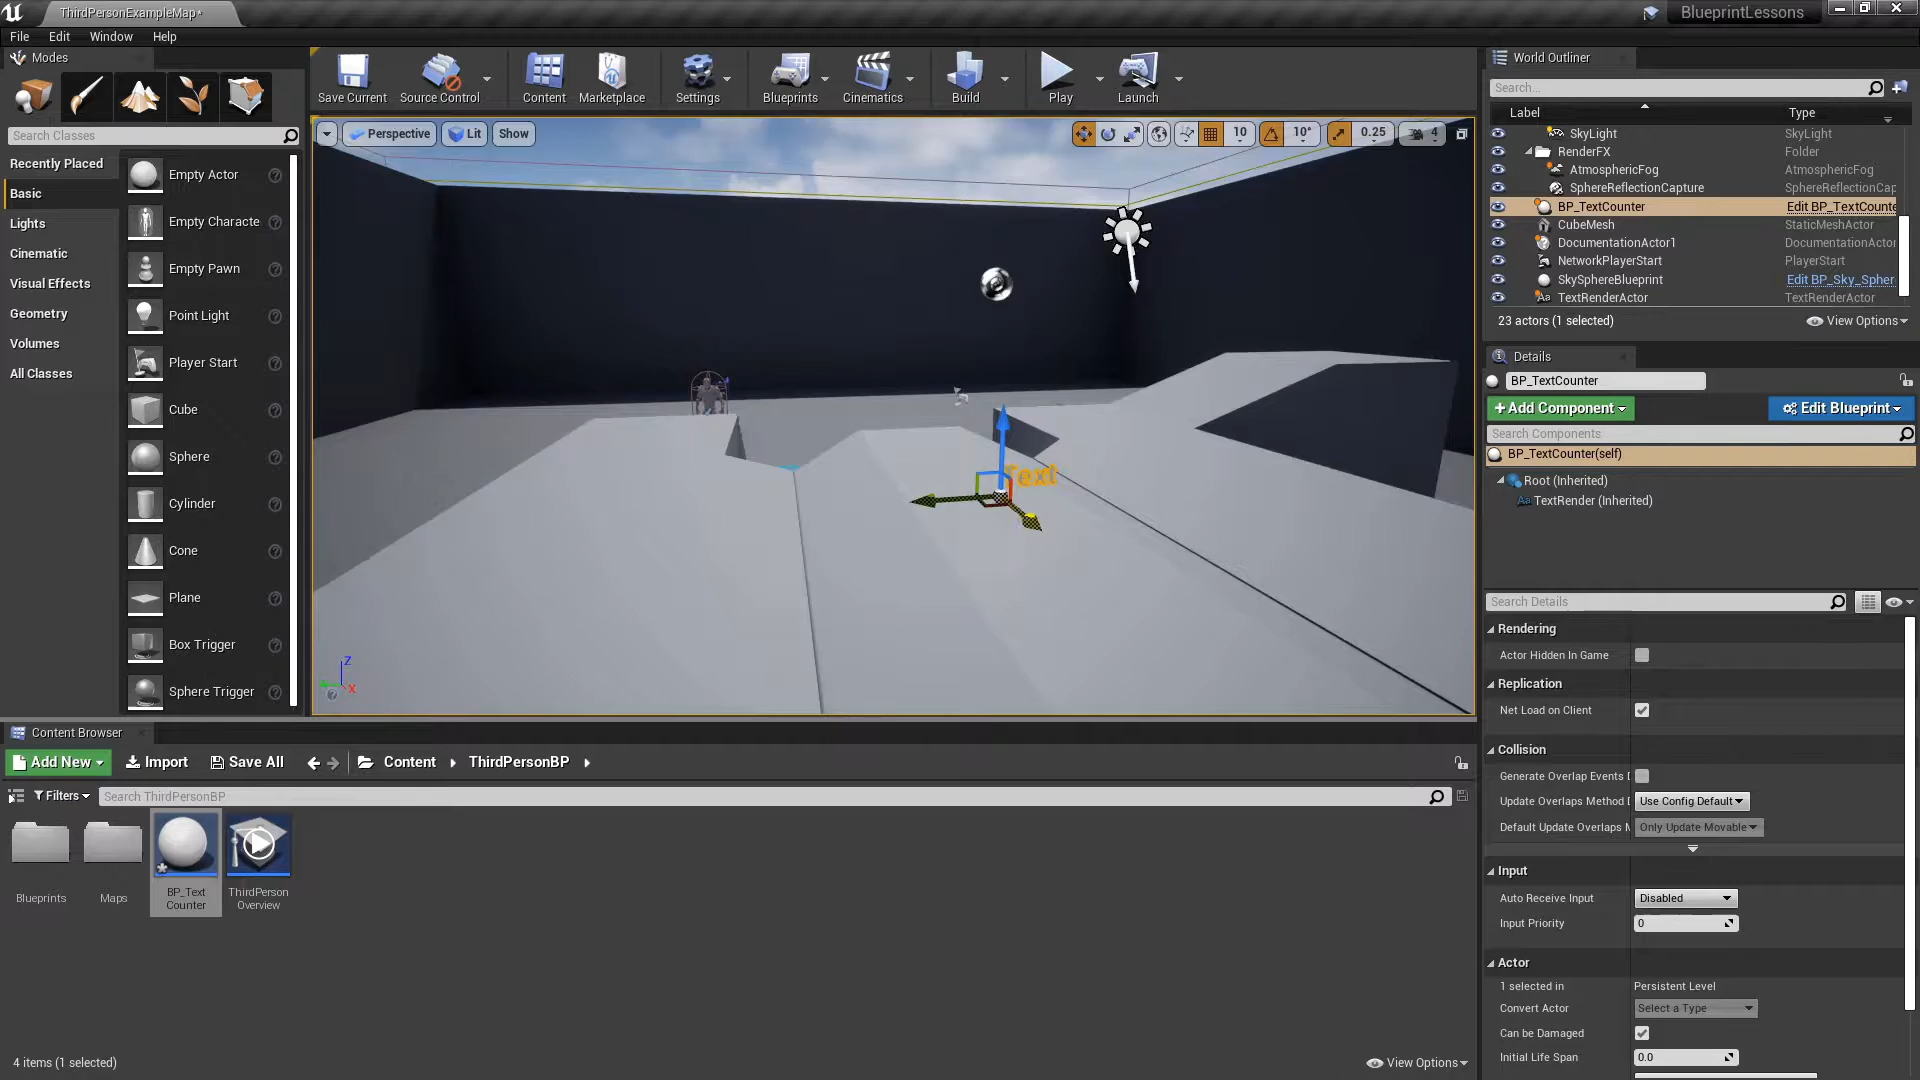 ThirdPersonExampleMap*
BlueprintLessons
File Edit Window Help
Modes
Search Classes
Recently Placed
Basic
Lights
Cinematic
Visual Effects
Geometry
Volumes
All Classes
Empty Actor
Empty Characte
Empty Pawn
Point Light
Player Start
Cube
Sphere
Cylinder
Cone
Plane
Box Trigger
Sphere Trigger
Save Current
Source Control
Content
Marketplace
Settings
Blueprints
Cinematics
Build
Play
Launch
Perspective Lit Show
10 10° 0.25 4
Text
Z
X
World Outliner
Search...
Label Type
SkyLight SkyLight
RenderFX Folder
AtmosphericFog AtmosphericFog
SphereReflectionCapture SphereReflectionCap
BP_TextCounter Edit BP_TextCounte
CubeMesh StaticMeshActor
DocumentationActor1 DocumentationActor
NetworkPlayerStart PlayerStart
SkySphereBlueprint Edit BP_Sky_Spher
TextRenderActor TextRenderActor
23 actors (1 selected) View Options
Details
BP_TextCounter
Add Component Edit Blueprint
Search Components
BP_TextCounter(self)
Root (Inherited)
TextRender (Inherited)
Search Details
Rendering
Actor Hidden In Game
Replication
Net Load on Client
Collision
Generate Overlap Events D
Update Overlaps Method D Use Config Default
Default Update Overlaps M Only Update Movable
Input
Auto Receive Input Disabled
Input Priority 0
Actor
1 selected in Persistent Level
Convert Actor Select a Type
Can be Damaged
Initial Life Span 0.0
Content Browser
Add New Import Save All Content ThirdPersonBP
Filters Search ThirdPersonBP
Blueprints
Maps
BP_Text
Counter
ThirdPerson
Overview
4 items (1 selected) View Options